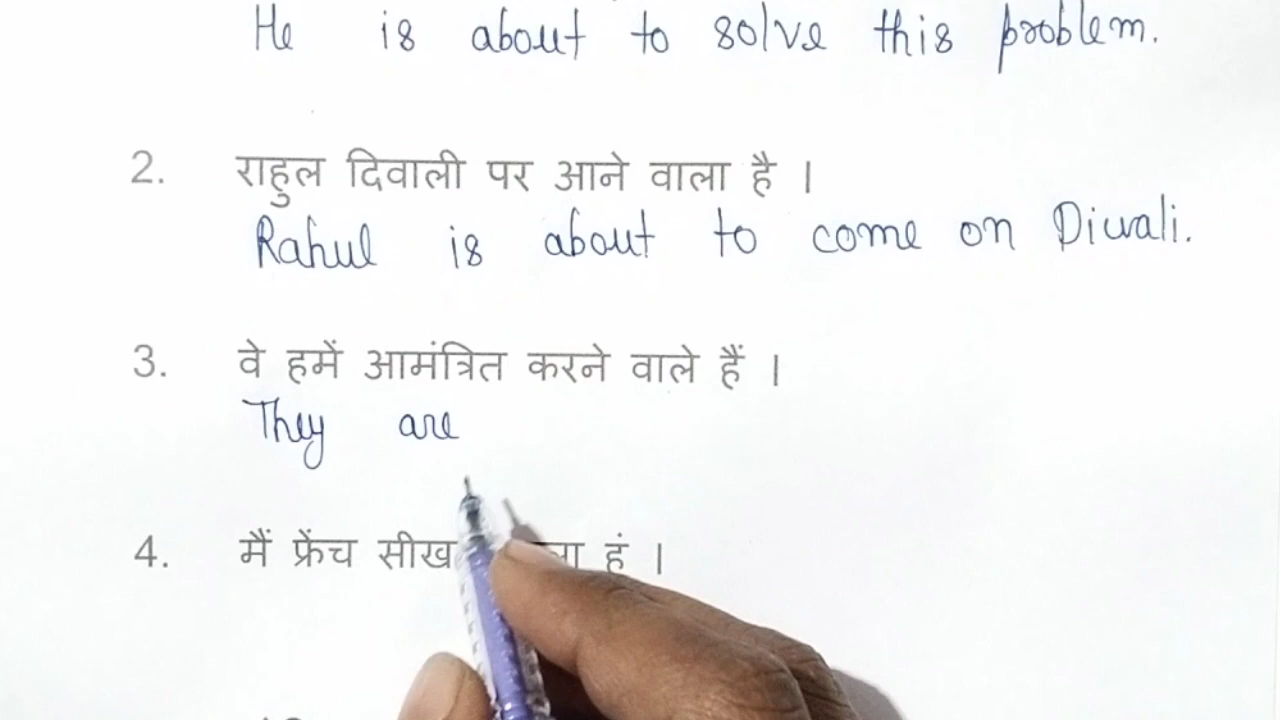 He is about to solve this problem.
2. राहुल दिवाली पर आने वाला है ।
Rahul is about to come on Diwali.
3. वे हमें आमंत्रित करने वाले हैं ।
They are
4. मैं फ्रेंच हं ।